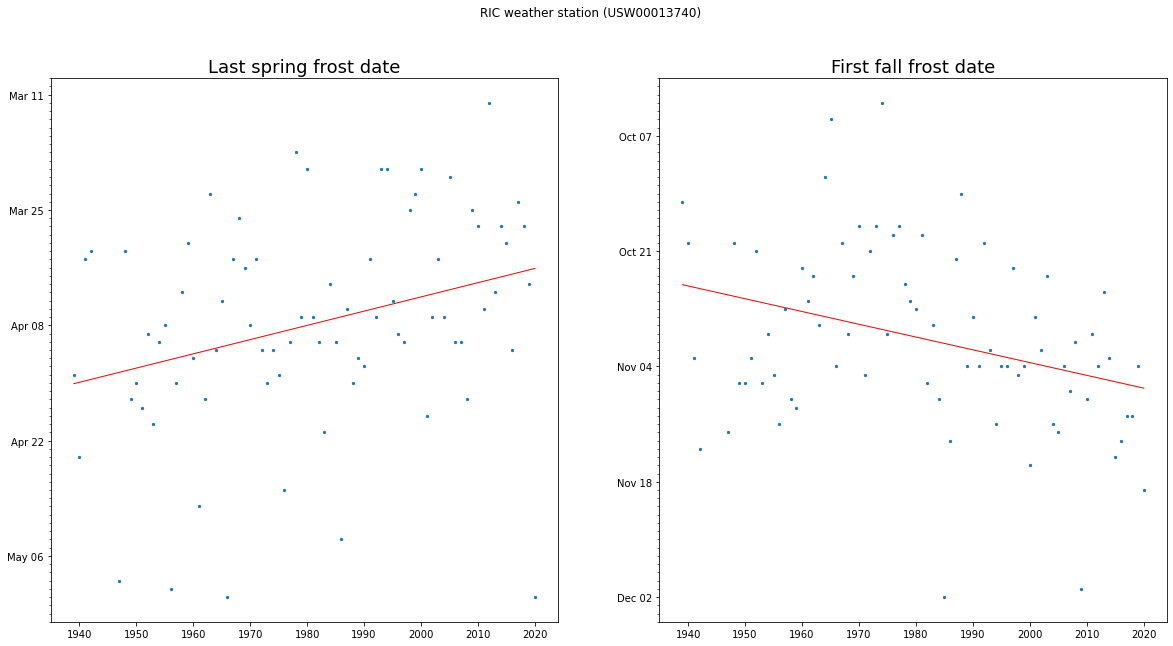 RIC weather station (USW00013740)
Last spring frost date
Mar 11
Mar 25
Apr 08
Apr 22
May 06
1940 1950 1960 1970 1980 1990 2000 2010 2020
First fall frost date
Oct 07
Oct 21
Nov 04
Nov 18
Dec 02
1940 1950 1960 1970 1980 1990 2000 2010 2020